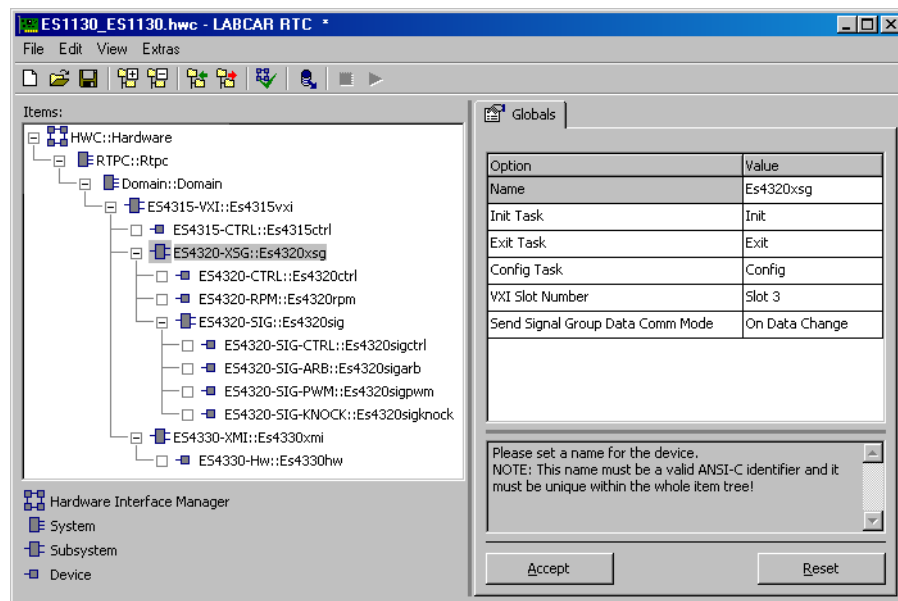 ES1130_ES1130.hwc - LABCAR RTC *
File Edit View Extras
Items:
HWC::Hardware
RTPC::Rtpc
Domain::Domain
ES4315-VXI::Es4315vxi
ES4315-CTRL::Es4315ctrl
ES4320-XSG::Es4320xsg
ES4320-CTRL::Es4320ctrl
ES4320-RPM::Es4320rpm
ES4320-SIG::Es4320sig
ES4320-SIG-CTRL::Es4320sigctrl
ES4320-SIG-ARB::Es4320sigarb
ES4320-SIG-PWM::Es4320sigpwm
ES4320-SIG-KNOCK::Es4320sigknock
ES4330-XMI::Es4330xmi
ES4330-Hw::Es4330hw
Hardware Interface Manager
System
Subsystem
Device
Globals
Option Value
Name Es4320xsg
Init Task Init
Exit Task Exit
Config Task Config
VXI Slot Number Slot 3
Send Signal Group Data Comm Mode On Data Change
Please set a name for the device.
NOTE: This name must be a valid ANSI-C identifier and it
must be unique within the whole item tree!
Accept Reset